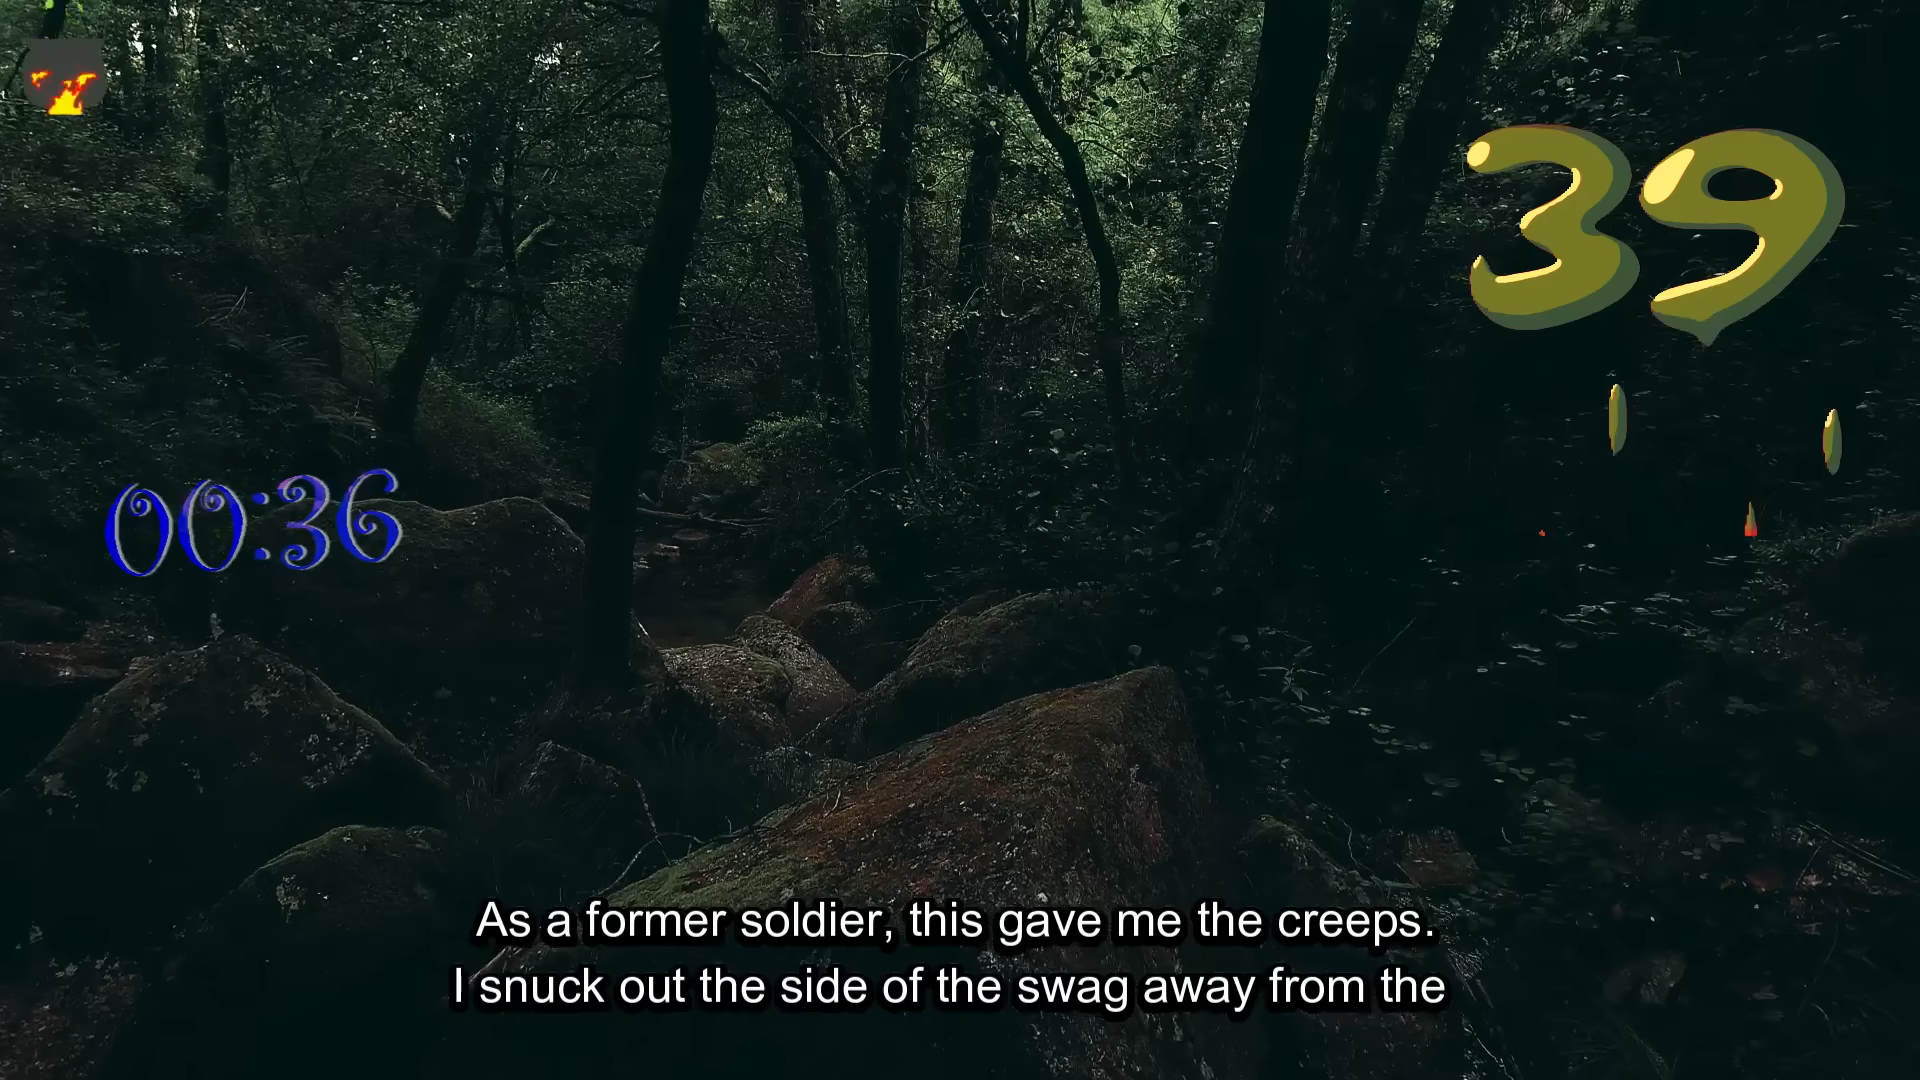 39
00:36
As a former soldier, this gave me the creeps.
I snuck out the side of the swag away from the